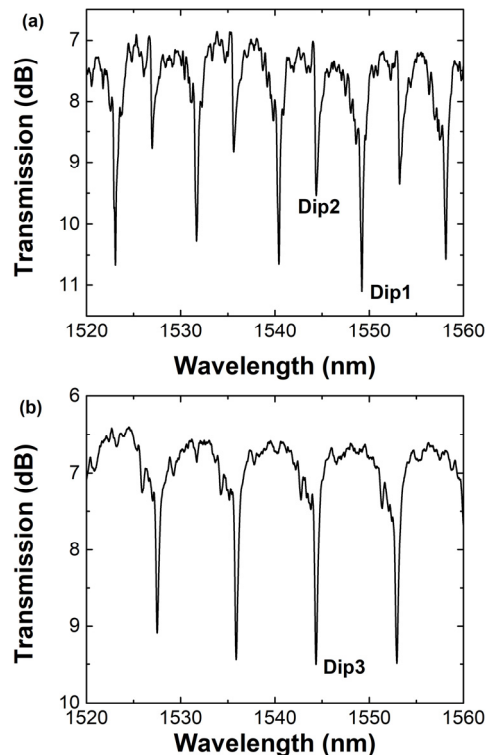 (a)
Transmission (dB)
7
8
9
10
11
Dip2
Dip1
1520
1530
1540
1550
1560
Wavelength (nm)
(b)
Transmission (dB)
6
7
8
9
10
Dip3
1520
1530
1540
1550
1560
Wavelength (nm)